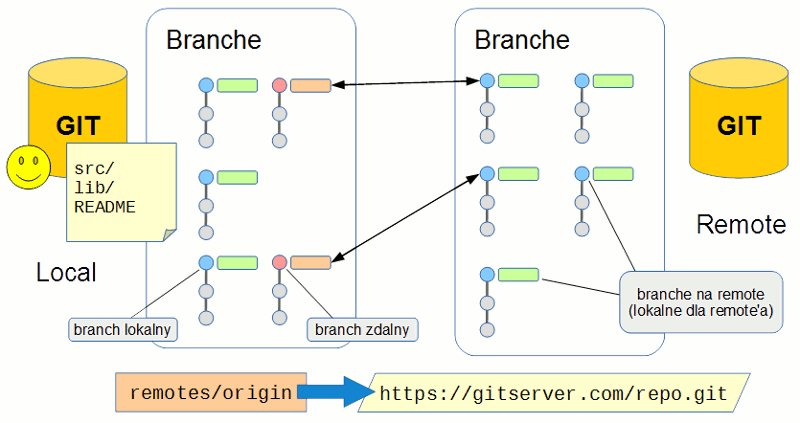 Branche
Branche
GIT
GIT
src/
lib/
README
Local
Remote
branch lokalny
branch zdalny
branche na remote
(lokalne dla remote'a)
remotes/origin
https://gitserver.com/repo.git